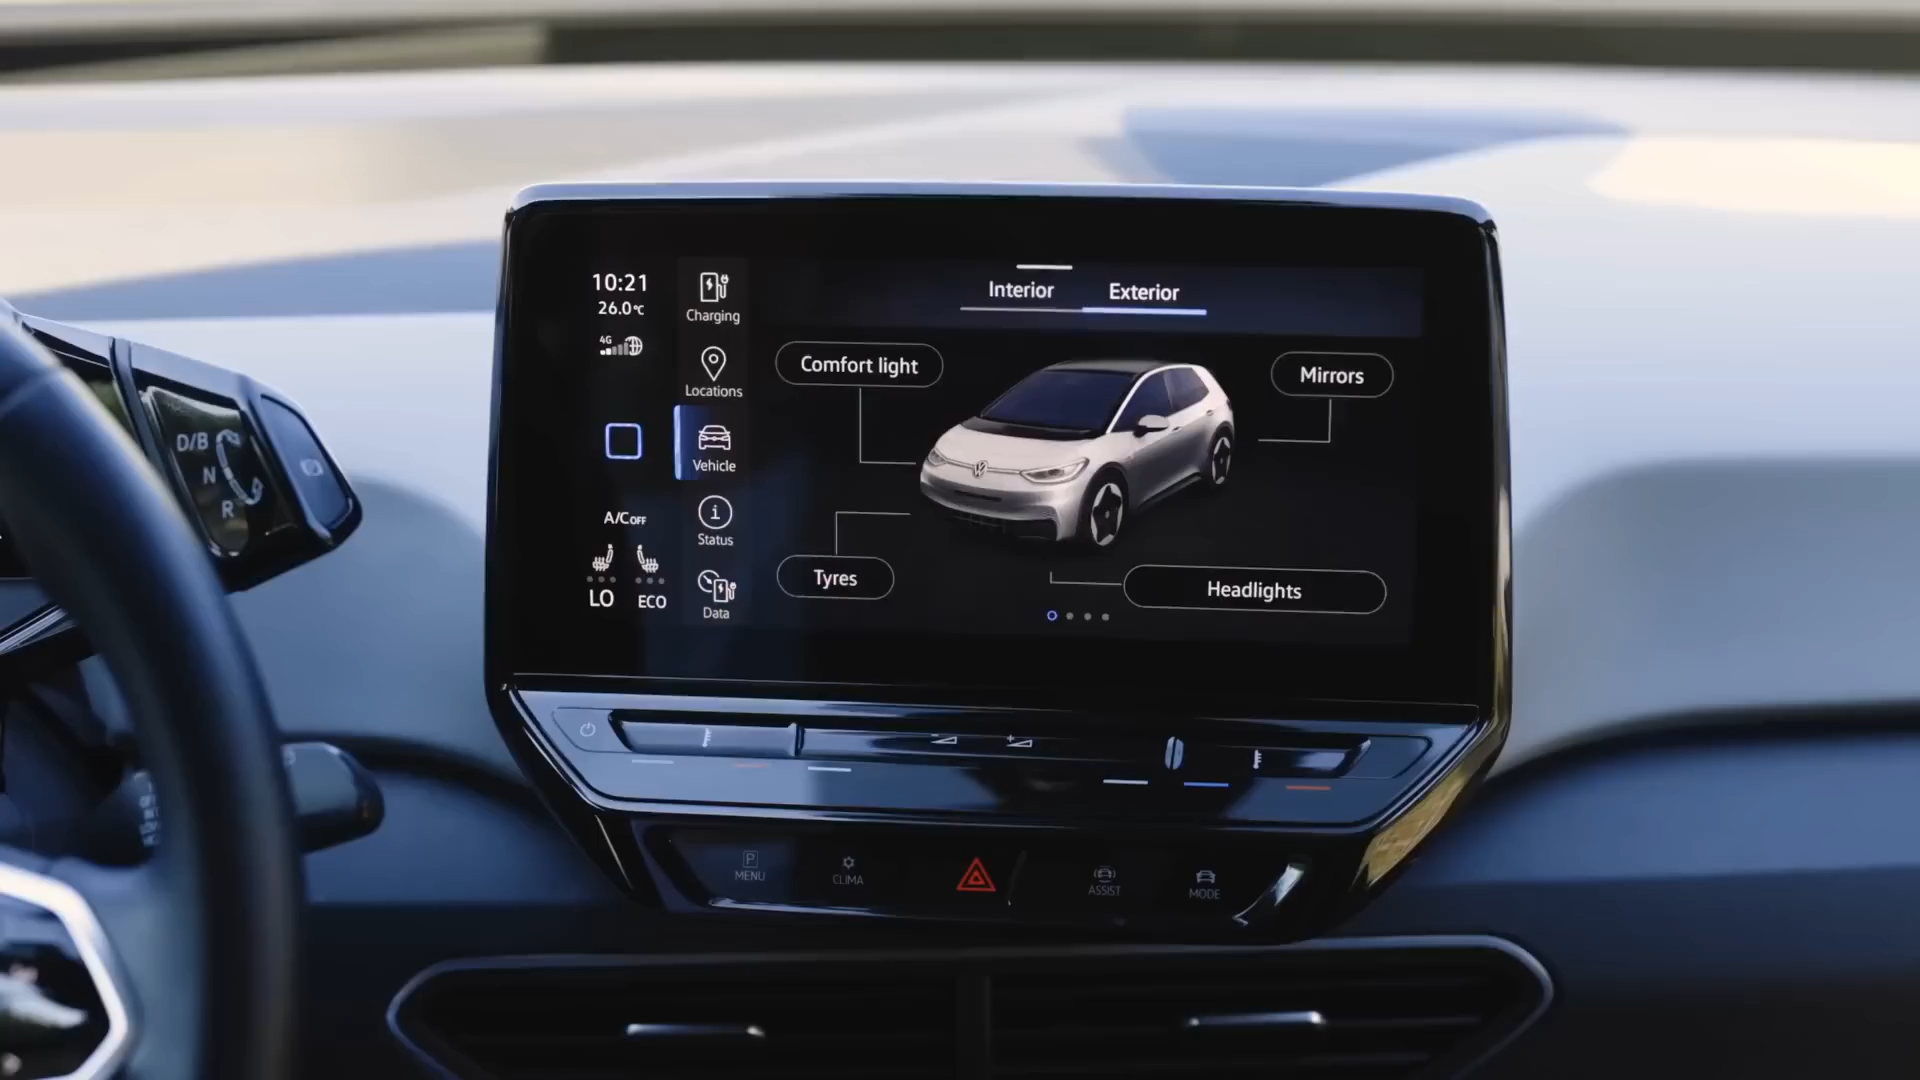 10:21
26.0°C
4G
A/C OFF
LO
ECO
Charging
Locations
Vehicle
Status
Data
Interior
Exterior
Comfort light
Mirrors
Tyres
Headlights
D/B
N
R
P
MENU
CLIMA
ASSIST
MODE